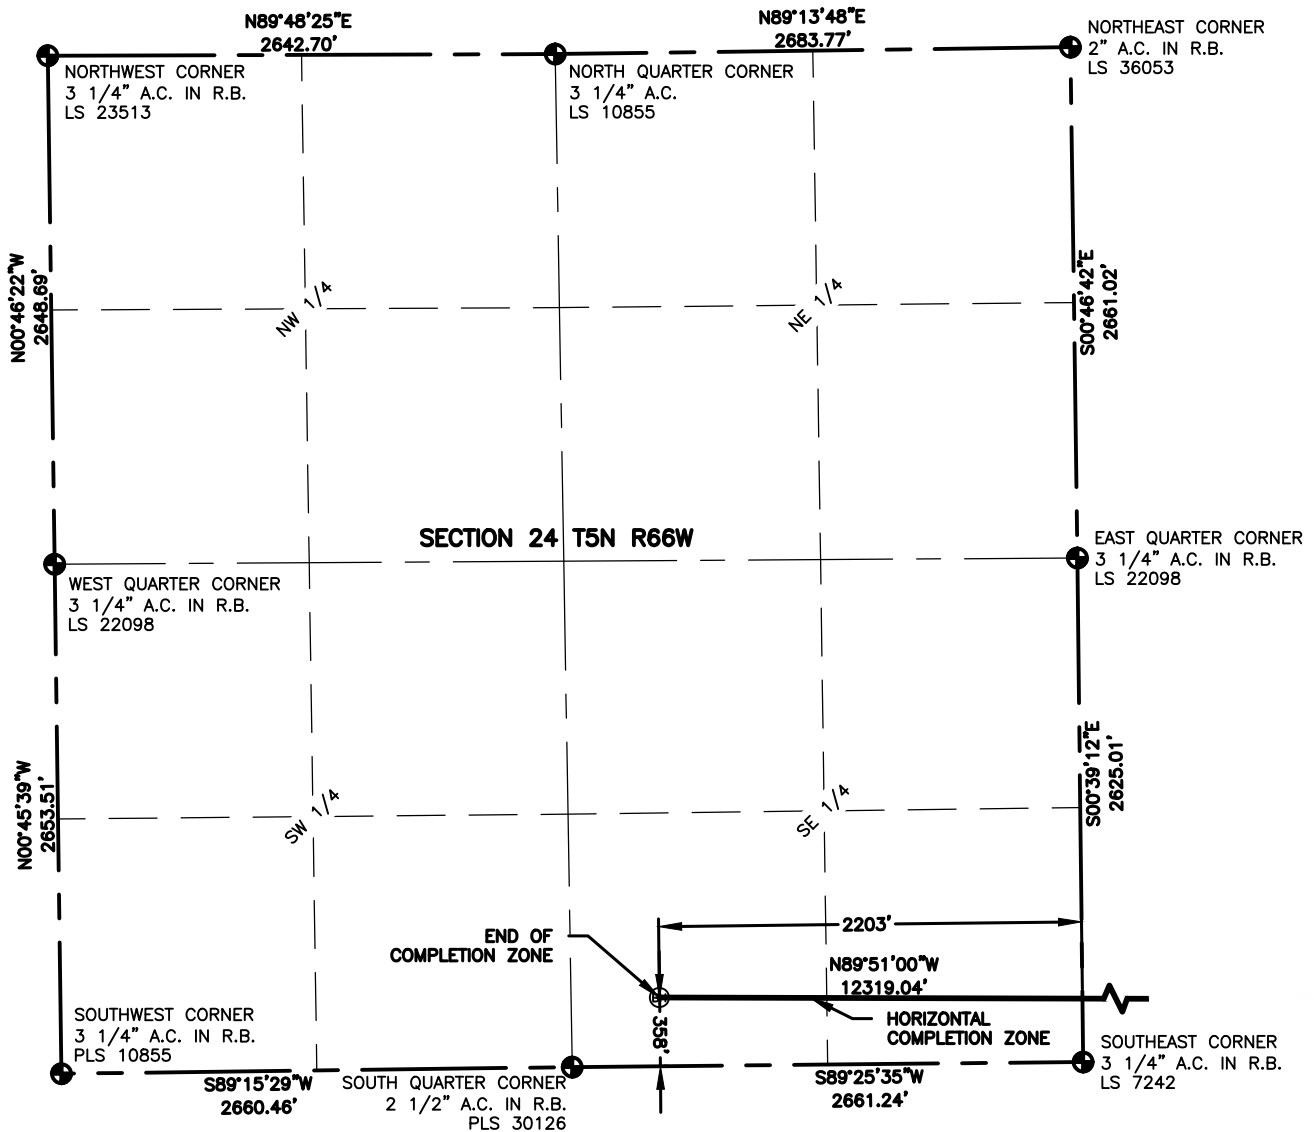 N89°48'25"E
2642.70'
N89°13'48"E
2683.77'
NORTHEAST CORNER
2" A.C. IN R.B.
LS 36053
NORTHWEST CORNER
3 1/4" A.C. IN R.B.
LS 23513
NORTH QUARTER CORNER
3 1/4" A.C.
LS 10855
N00°46'22"W
2648.69'
NW 1/4
NE 1/4
S00°46'42"E
2661.02'
SECTION 24 T5N R66W
EAST QUARTER CORNER
3 1/4" A.C. IN R.B.
LS 22098
WEST QUARTER CORNER
3 1/4" A.C. IN R.B.
LS 22098
N00°45'39"W
2653.51'
SW 1/4
SE 1/4
S00°39'12"E
2625.01'
END OF
COMPLETION ZONE
2203'
N89°51'00"W
12319.04'
358'
HORIZONTAL
COMPLETION ZONE
SOUTHWEST CORNER
3 1/4" A.C. IN R.B.
PLS 10855
SOUTHEAST CORNER
3 1/4" A.C. IN R.B.
LS 7242
S89°15'29"W
2660.46'
SOUTH QUARTER CORNER
2 1/2" A.C. IN R.B.
PLS 30126
S89°25'35"W
2661.24'